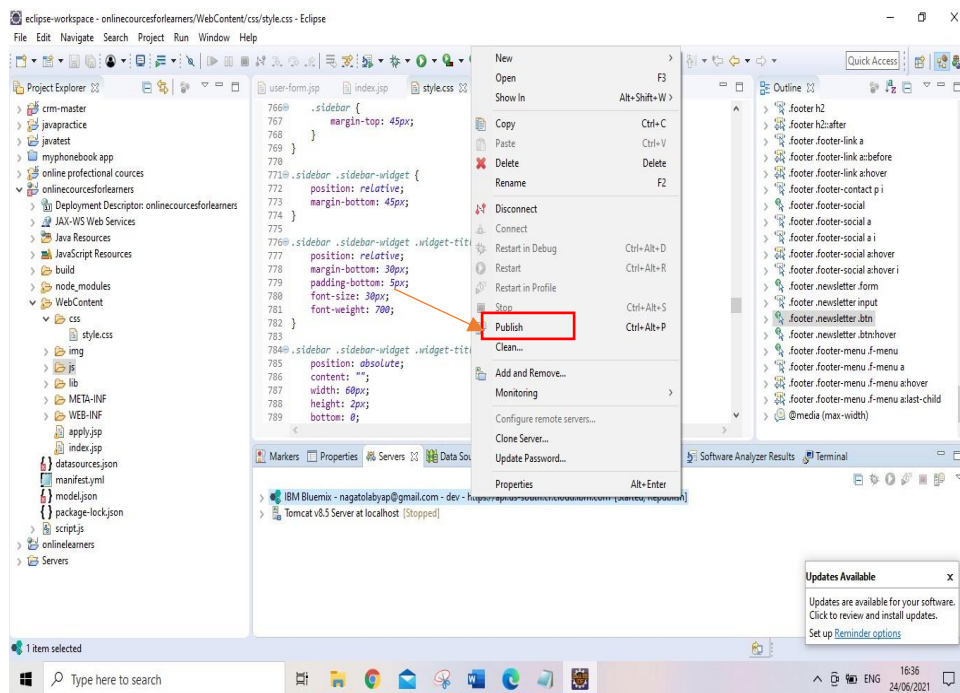 eclipse-workspace - onlinecourcesforlearners/WebContent/css/style.css - Eclipse
File Edit Navigate Search Project Run Window Help
Quick Access
Project Explorer
crm-master
javapractice
javatest
myphonebook app
online profectional cources
onlinecourcesforlearners
Deployment Descriptor: onlinecourcesforlearners
JAX-WS Web Services
Java Resources
JavaScript Resources
build
node_modules
WebContent
css
style.css
img
js
lib
META-INF
WEB-INF
apply.jsp
index.jsp
datasources.json
manifest.yml
model.json
package-lock.json
script.js
onlinelearners
Servers
user-form.jsp index.jsp style.css
766 .sidebar {
767 margin-top: 45px;
768 }
769 }
770
771 .sidebar .sidebar-widget {
772 position: relative;
773 margin-bottom: 45px;
774 }
775
776 .sidebar .sidebar-widget .widget-tit
777 position: relative;
778 margin-bottom: 30px;
779 padding-bottom: 5px;
780 font-size: 30px;
781 font-weight: 700;
782 }
783
784 .sidebar .sidebar-widget .widget-tit
785 position: absolute;
786 content: "";
787 width: 60px;
788 height: 2px;
789 bottom: 0;
New >
Open F3
Show In Alt+Shift+W >
Copy Ctrl+C
Paste Ctrl+V
Delete Delete
Rename F2
Disconnect
Connect
Restart in Debug Ctrl+Alt+D
Restart Ctrl+Alt+R
Restart in Profile
Stop Ctrl+Alt+S
Publish Ctrl+Alt+P
Clean...
Add and Remove...
Monitoring >
Configure remote servers...
Clone Server...
Update Password...
Properties Alt+Enter
Outline
.footer h2
.footer h2::after
.footer .footer-link a
.footer .footer-link a::before
.footer .footer-link a:hover
.footer .footer-contact p i
.footer .footer-social
.footer .footer-social a
.footer .footer-social a i
.footer .footer-social a:hover
.footer .footer-social a:hover i
.footer .newsletter .form
.footer .newsletter input
.footer .newsletter .btn
.footer .newsletter .btn:hover
.footer .footer-menu .f-menu
.footer .footer-menu .f-menu a
.footer .footer-menu .f-menu a:hover
.footer .footer-menu .f-menu a:last-child
@media (max-width)
Markers Properties Servers Data Sou Software Analyzer Results Terminal
IBM Bluemix - nagatolabyap@gmail.com - dev - https://api.us-south.cf.cloud.ibm.com [Started, Republish]
Tomcat v8.5 Server at localhost [Stopped]
Updates Available x
Updates are available for your software.
Click to review and install updates.
Set up Reminder options
1 item selected
Type here to search
ENG
16:36
24/06/2021